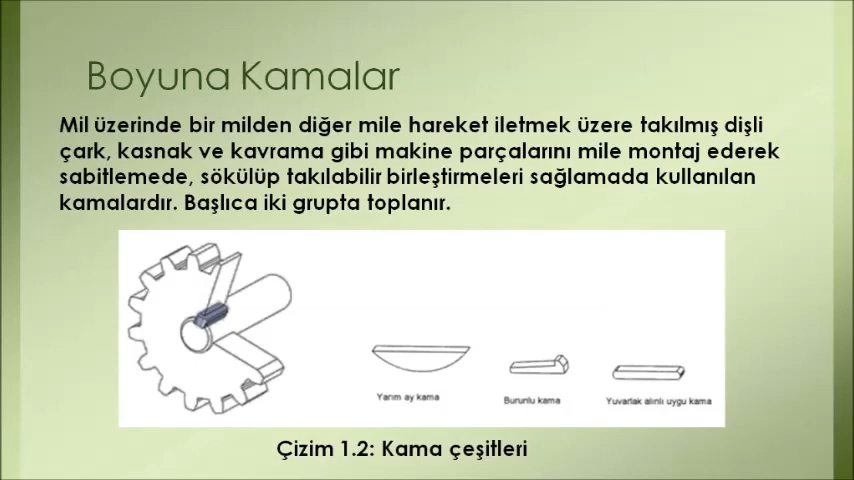 Boyuna Kamalar
Mil üzerinde bir milden diğer mile hareket iletmek üzere takılmış dişli
çark, kasnak ve kavrama gibi makine parçalarını mile montaj ederek
sabitlemede, sökülüp takılabilir birleştirmeleri sağlamada kullanılan
kamalardır. Başlıca iki grupta toplanır.
Yarım ay kama
Burunlu kama
Yuvarlak alınlı uygu kama
Çizim 1.2: Kama çeşitleri